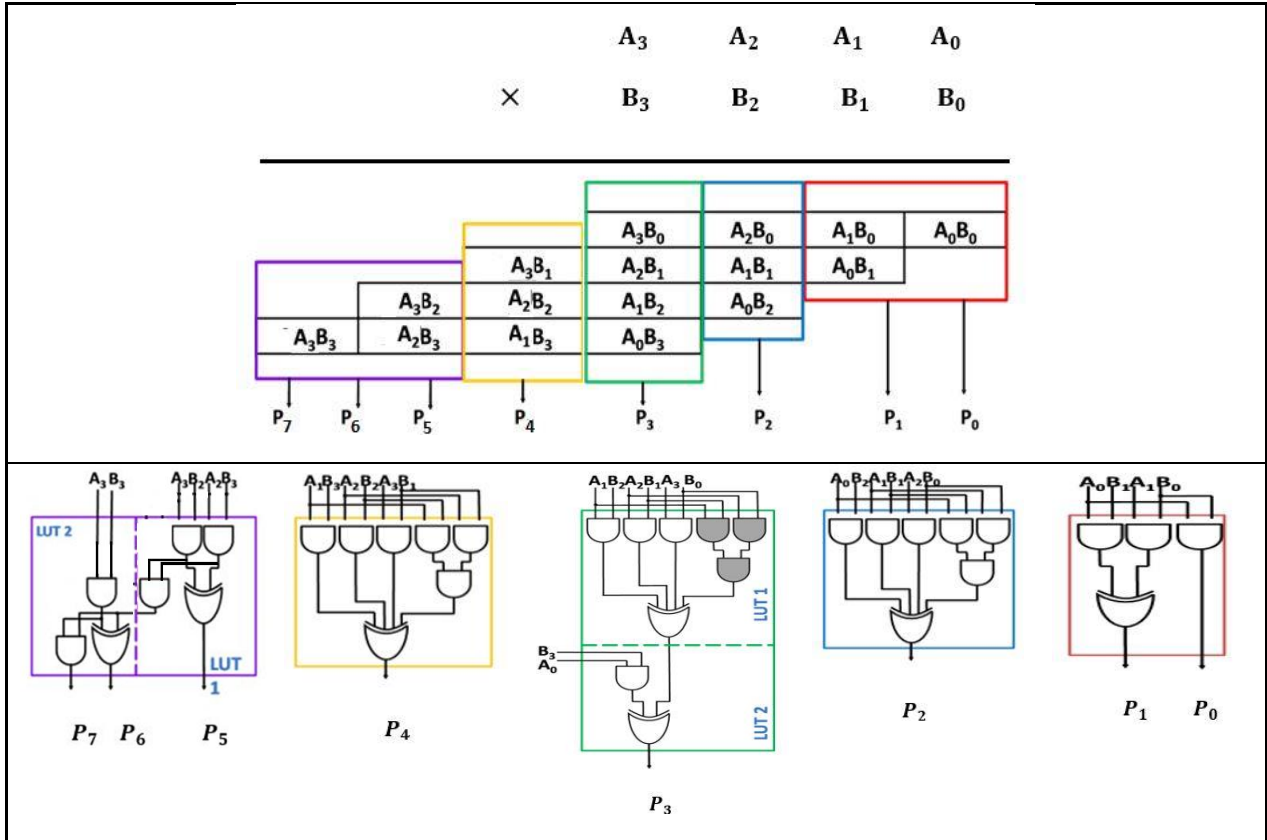 A₃ A₂ A₁ A₀
× B₃ B₂ B₁ B₀
A₃B₀ A₂B₀ A₁B₀ A₀B₀
A₃B₁ A₂B₁ A₁B₁ A₀B₁
A₃B₂ A₂B₂ A₁B₂ A₀B₂
A₃B₃ A₂B₃ A₁B₃ A₀B₃
P₇ P₆ P₅ P₄ P₃ P₂ P₁ P₀
A₃B₃ A₃B₂A₂B₃
LUT 2
LUT
1
P₇ P₆ P₅
A₁B₃A₂B₂A₃B₁
P₄
A₁B₂A₂B₁A₃ B₀
LUT 1
B₃
A₀
LUT 2
P₃
A₀B₂A₁B₁A₂B₀
P₂
A₀B₁A₁B₀
P₁ P₀